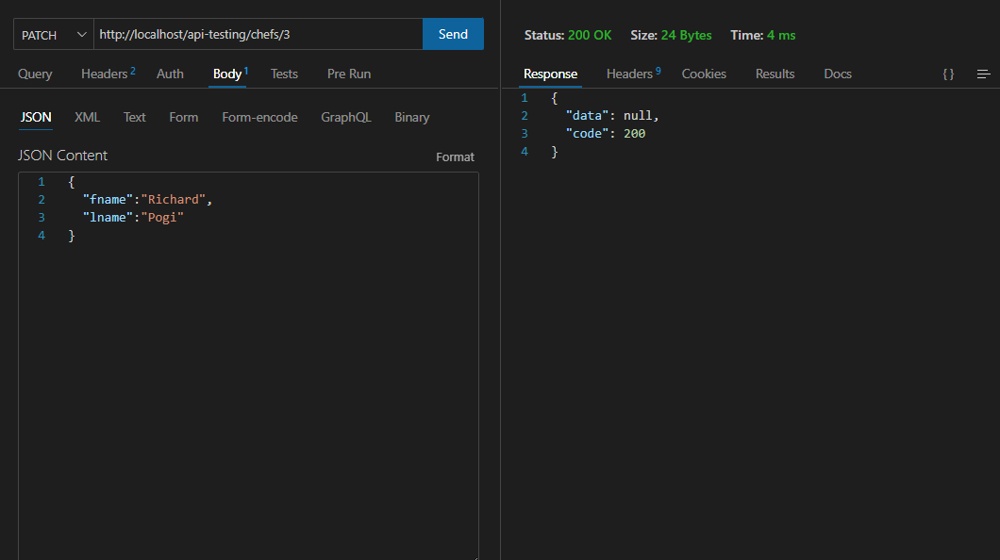 PATCH http://localhost/api-testing/chefs/3 Send
Query Headers 2 Auth Body 1 Tests Pre Run
JSON XML Text Form Form-encode GraphQL Binary
JSON Content Format
1 {
2 "fname":"Richard",
3 "lname":"Pogi"
4 }
Status: 200 OK Size: 24 Bytes Time: 4 ms
Response Headers 9 Cookies Results Docs { }
1 {
2 "data": null,
3 "code": 200
4 }